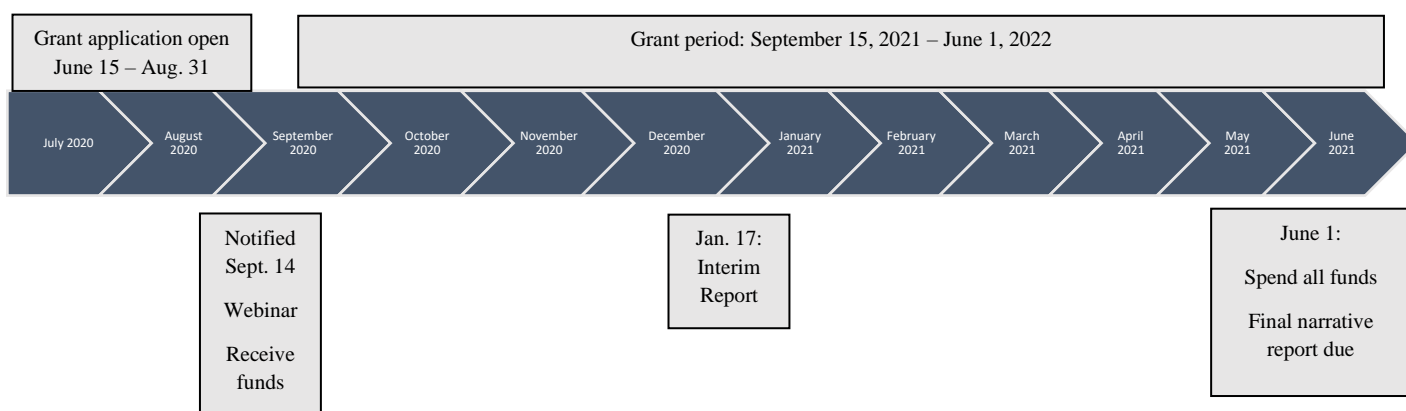 Grant application open
June 15 – Aug. 31
Grant period: September 15, 2021 – June 1, 2022
July 2020
August
2020
September
2020
October
2020
November
2020
December
2020
January
2021
February
2021
March
2021
April
2021
May
2021
June
2021
Notified
Sept. 14
Webinar
Receive
funds
Jan. 17:
Interim
Report
June 1:
Spend all funds
Final narrative
report due